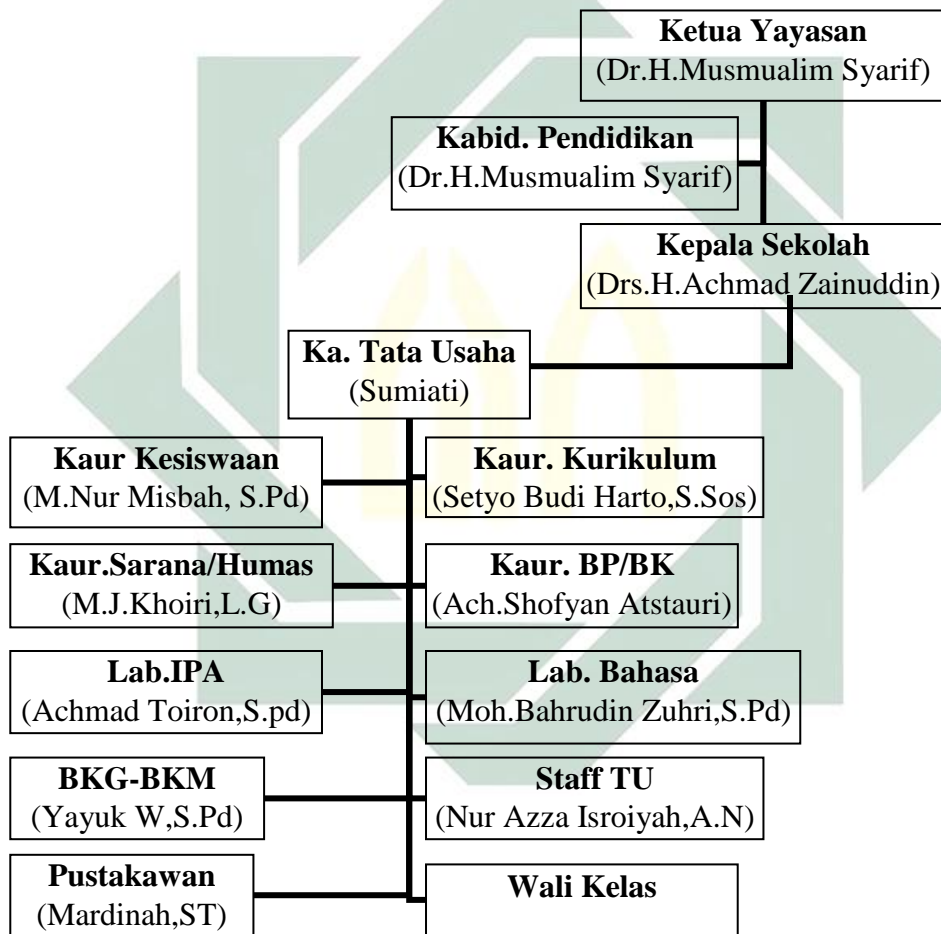 Ketua Yayasan
(Dr.H.Musmualim Syarif)
Kabid. Pendidikan
(Dr.H.Musmualim Syarif)
Kepala Sekolah
(Drs.H.Achmad Zainuddin)
Ka. Tata Usaha
(Sumiati)
Kaur Kesiswaan
(M.Nur Misbah, S.Pd)
Kaur. Kurikulum
(Setyo Budi Harto,S.Sos)
Kaur.Sarana/Humas
(M.J.Khoiri,L.G)
Kaur. BP/BK
(Ach.Shofyan Atstauri)
Lab.IPA
(Achmad Toiron,S.pd)
Lab. Bahasa
(Moh.Bahrudin Zuhri,S.Pd)
BKG-BKM
(Yayuk W,S.Pd)
Staff TU
(Nur Azza Isroiyah,A.N)
Pustakawan
(Mardinah,ST)
Wali Kelas